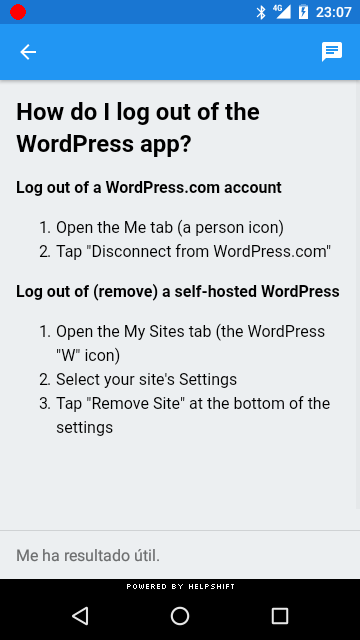 4G 23:07
How do I log out of the
WordPress app?
Log out of a WordPress.com account
1. Open the Me tab (a person icon)
2. Tap "Disconnect from WordPress.com"
Log out of (remove) a self-hosted WordPress
1. Open the My Sites tab (the WordPress
"W" icon)
2. Select your site's Settings
3. Tap "Remove Site" at the bottom of the
settings
Me ha resultado útil.
POWERED BY HELPSHIFT